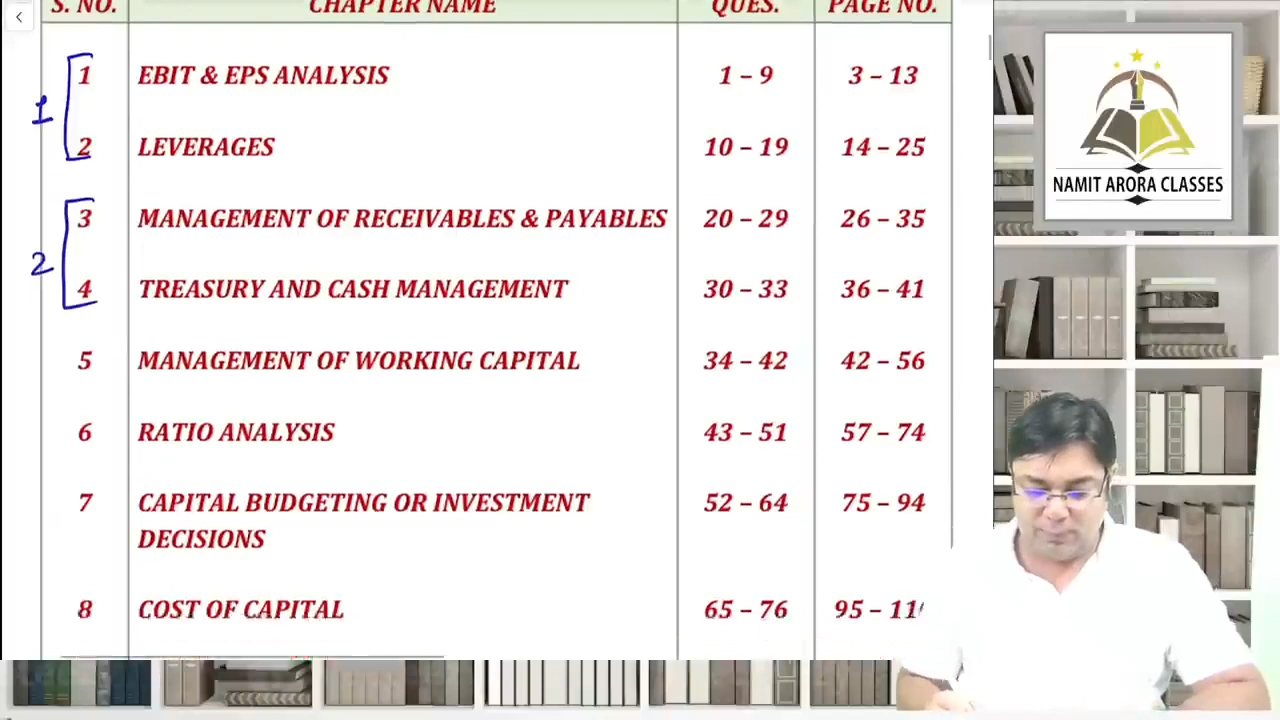 S. NO. CHAPTER NAME QUES. PAGE NO.
1 EBIT & EPS ANALYSIS 1 – 9 3 – 13
1
2 LEVERAGES 10 – 19 14 – 25
3 MANAGEMENT OF RECEIVABLES & PAYABLES 20 – 29 26 – 35
2
4 TREASURY AND CASH MANAGEMENT 30 – 33 36 – 41
5 MANAGEMENT OF WORKING CAPITAL 34 – 42 42 – 56
6 RATIO ANALYSIS 43 – 51 57 – 74
7 CAPITAL BUDGETING OR INVESTMENT 52 – 64 75 – 94
DECISIONS
8 COST OF CAPITAL 65 – 76 95 –
NAMIT ARORA CLASSES